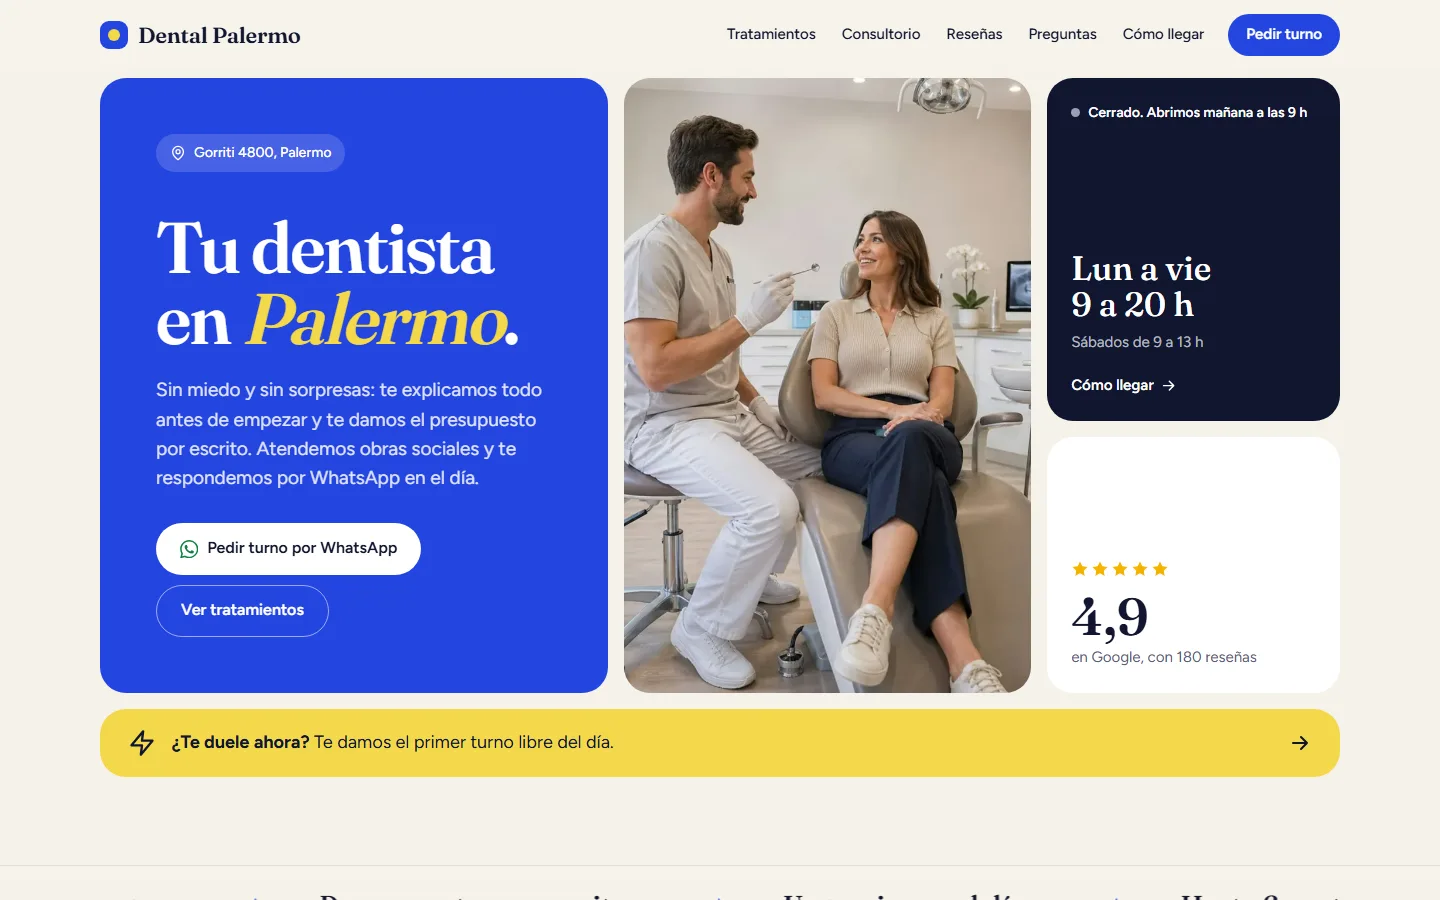 Dental Palermo
Tratamientos
Consultorio
Reseñas
Preguntas
Cómo llegar
Pedir turno
Gorriti 4800, Palermo
Tu dentista
en Palermo.
Sin miedo y sin sorpresas: te explicamos todo
antes de empezar y te damos el presupuesto
por escrito. Atendemos obras sociales y te
respondemos por WhatsApp en el día.
Pedir turno por WhatsApp
Ver tratamientos
Cerrado. Abrimos mañana a las 9 h
Lun a vie
9 a 20 h
Sábados de 9 a 13 h
Cómo llegar →
4,9
en Google, con 180 reseñas
¿Te duele ahora? Te damos el primer turno libre del día.